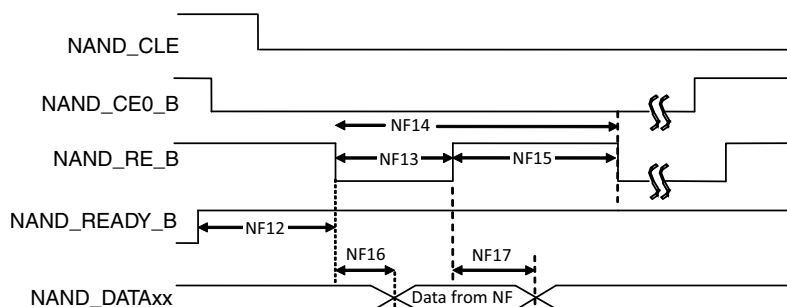 NAND_CLE
NAND_CE0_B
NF14
NAND_RE_B
NF13
NF15
NAND_READY_B
NF12
NF16
NF17
NAND_DATAxx
Data from NF